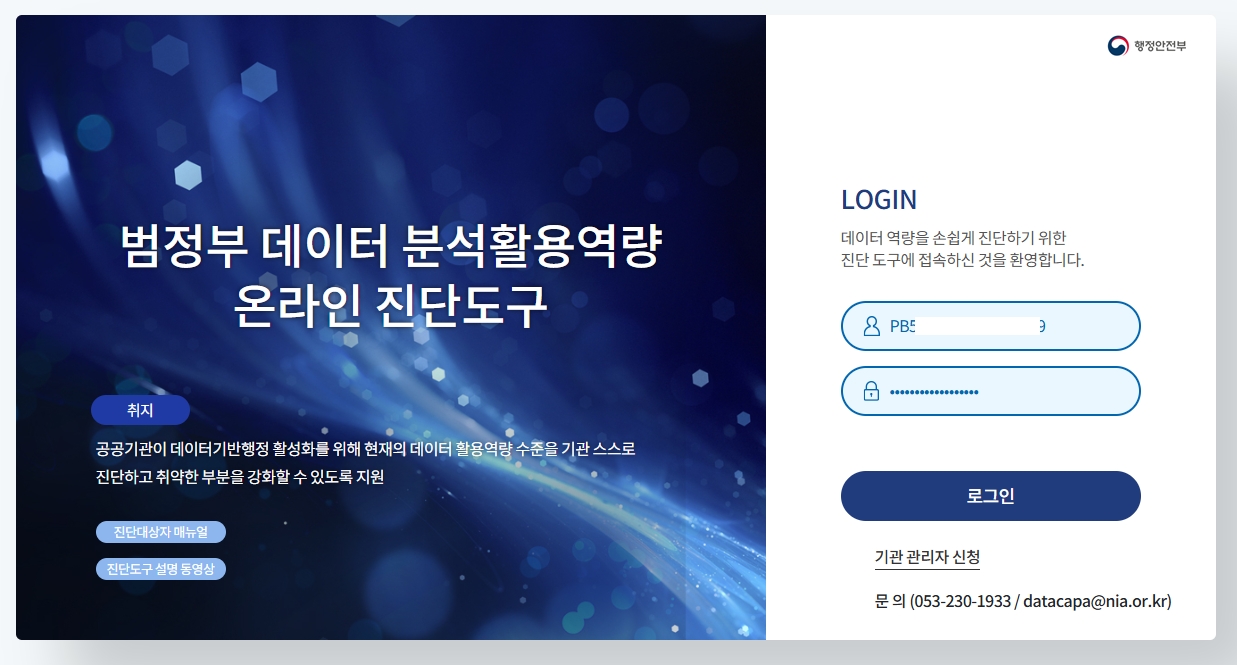 범정부 데이터 분석활용역량
온라인 진단도구
취지
공공기관이 데이터기반행정 활성화를 위해 현재의 데이터 활용역량 수준을 기관 스스로
진단하고 취약한 부분을 강화할 수 있도록 지원
진단대상자 매뉴얼
진단도구 설명 동영상
행정안전부
LOGIN
데이터 역량을 손쉽게 진단하기 위한
진단 도구에 접속하신 것을 환영합니다.
로그인
기관 관리자 신청
문 의 (053-230-1933 / datacapa@nia.or.kr)